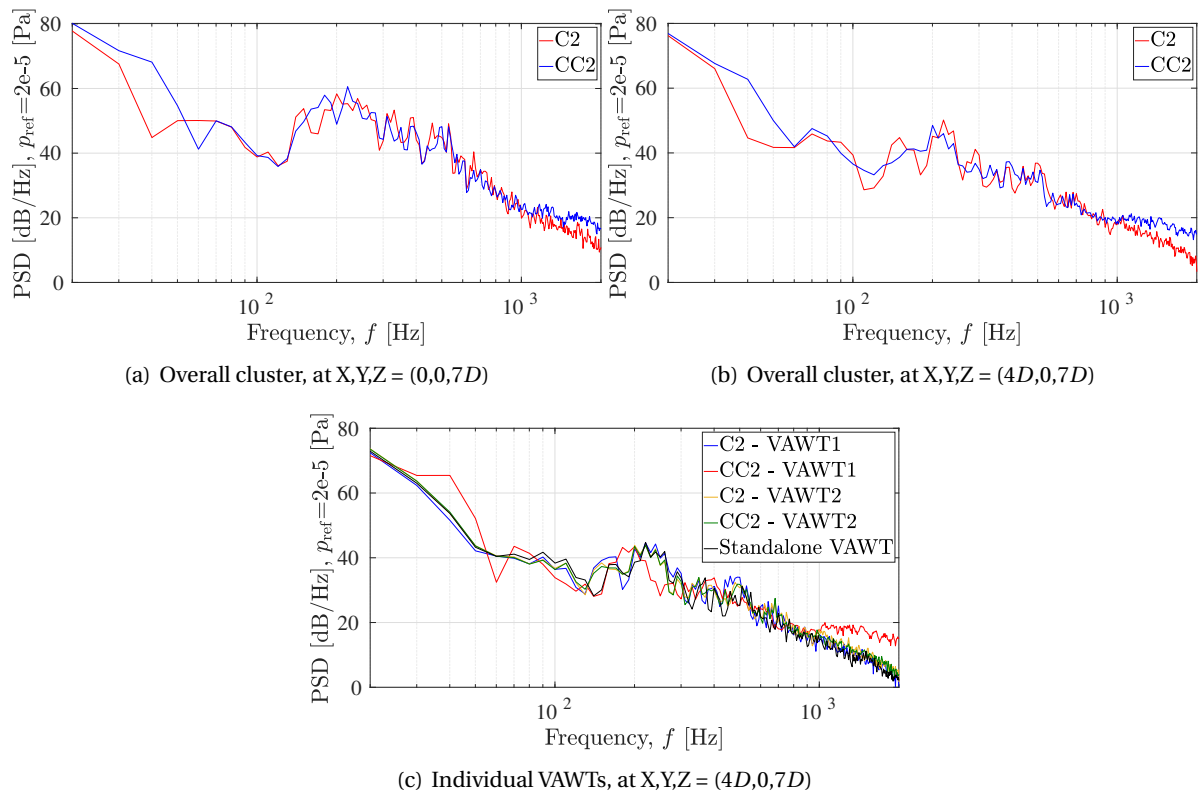 80
60
40
20
0
PSD [dB/Hz], p_ref=2e-5 [Pa]
C2
CC2
10^2
10^3
Frequency, f [Hz]
(a) Overall cluster, at X,Y,Z = (0,0,7D)
80
60
40
20
0
PSD [dB/Hz], p_ref=2e-5 [Pa]
C2
CC2
10^2
10^3
Frequency, f [Hz]
(b) Overall cluster, at X,Y,Z = (4D,0,7D)
80
60
40
20
0
PSD [dB/Hz], p_ref=2e-5 [Pa]
C2 - VAWT1
CC2 - VAWT1
C2 - VAWT2
CC2 - VAWT2
Standalone VAWT
10^2
10^3
Frequency, f [Hz]
(c) Individual VAWTs, at X,Y,Z = (4D,0,7D)